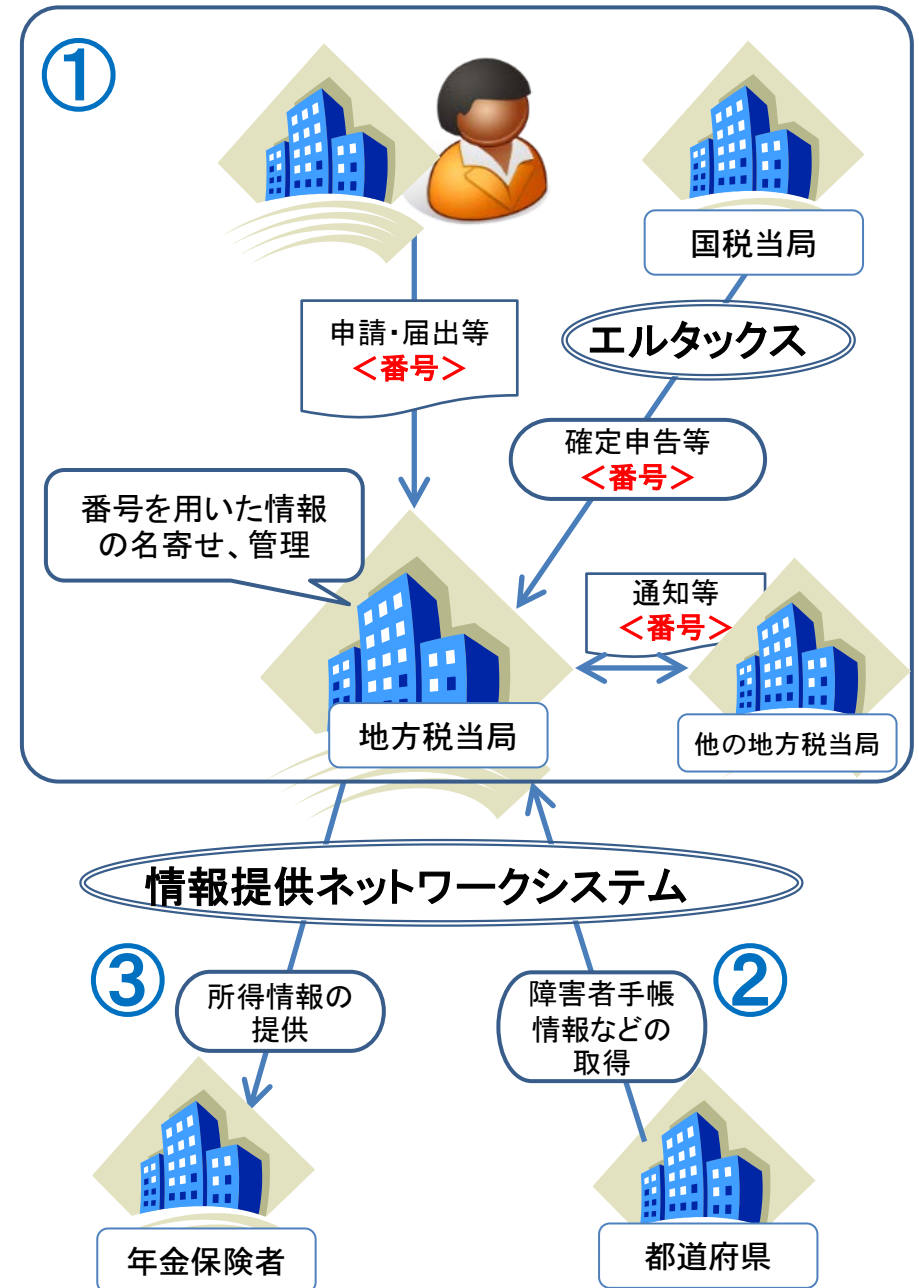 ①
国税当局
エルタックス
申請・届出等
＜番号＞
確定申告等
＜番号＞
番号を用いた情報
の名寄せ、管理
通知等
＜番号＞
地方税当局
他の地方税当局
情報提供ネットワークシステム
③
所得情報の
提供
障害者手帳
情報などの
取得
②
年金保険者
都道府県